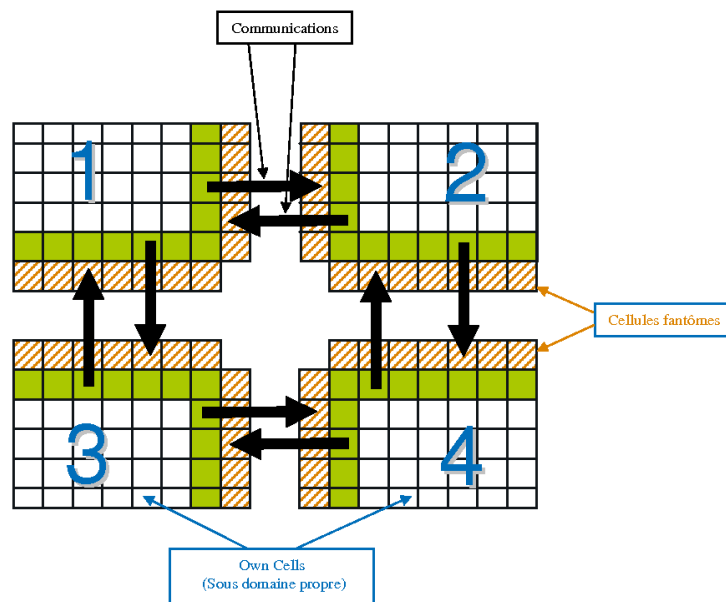 Communications
1
2
Cellules fantômes
3
4
Own Cells
(Sous domaine propre)